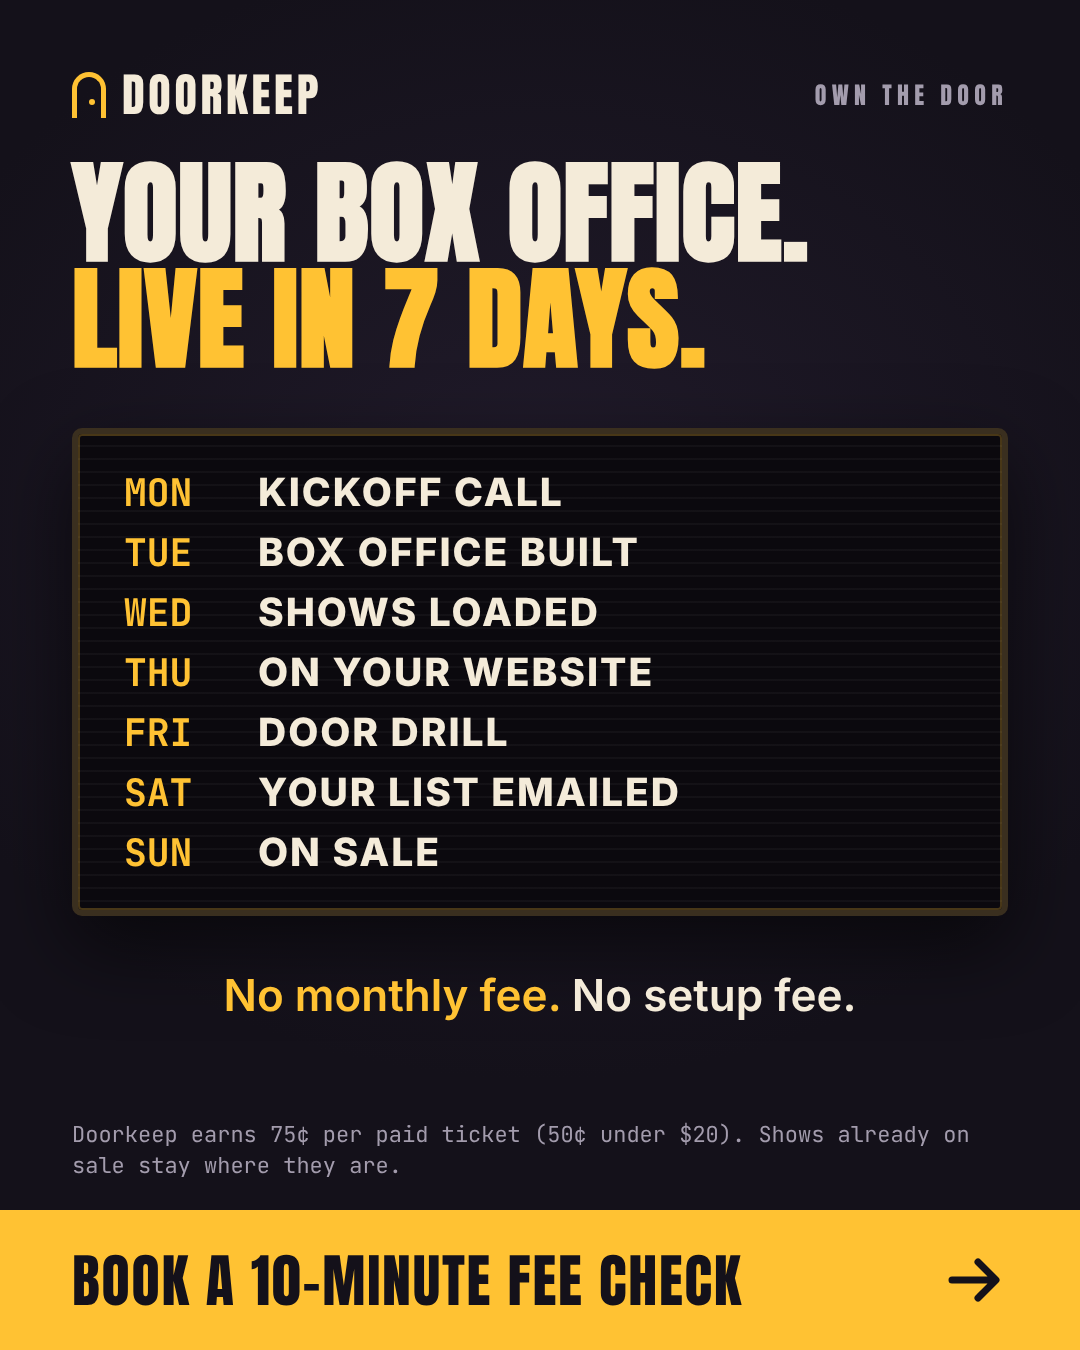 DOORKEEP
OWN THE DOOR
YOUR BOX OFFICE.
LIVE IN 7 DAYS.
MON KICKOFF CALL
TUE BOX OFFICE BUILT
WED SHOWS LOADED
THU ON YOUR WEBSITE
FRI DOOR DRILL
SAT YOUR LIST EMAILED
SUN ON SALE
No monthly fee. No setup fee.
Doorkeep earns 75¢ per paid ticket (50¢ under $20). Shows already on
sale stay where they are.
BOOK A 10-MINUTE FEE CHECK